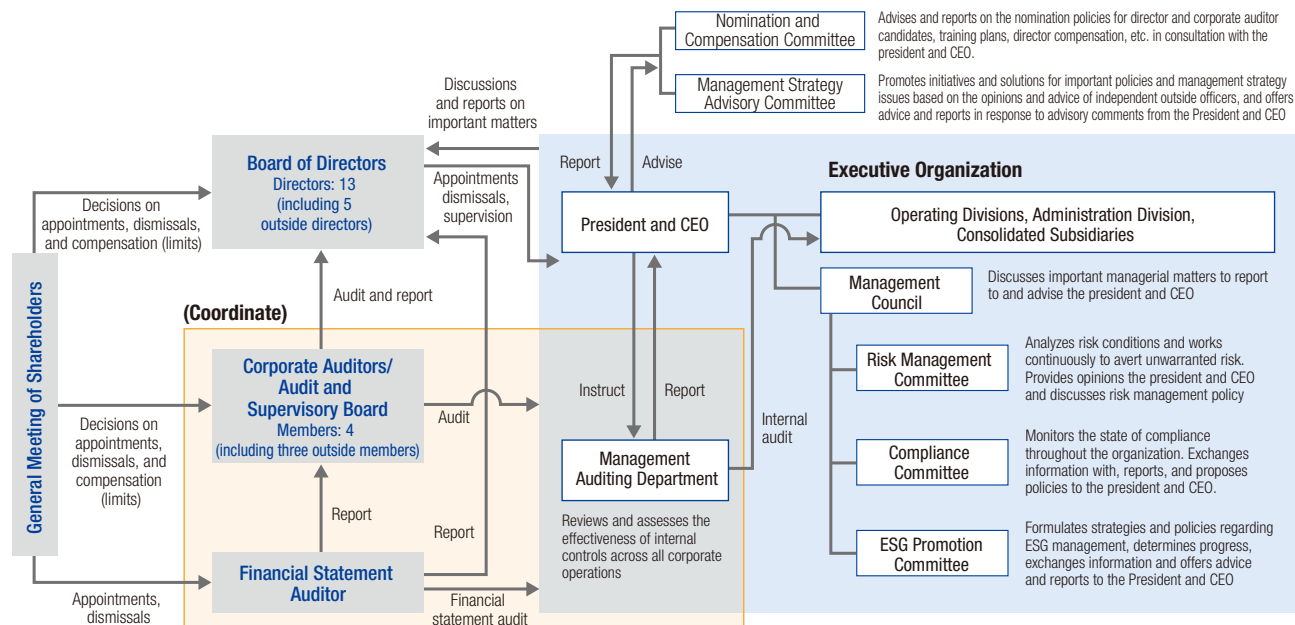 Nomination and
Compensation Committee
Advises and reports on the nomination policies for director and corporate auditor
candidates, training plans, director compensation, etc. in consultation with the
president and CEO.
Management Strategy
Advisory Committee
Promotes initiatives and solutions for important policies and management strategy
issues based on the opinions and advice of independent outside officers, and offers
advice and reports in response to advisory comments from the President and CEO
Discussions
and reports on
important matters
Report
Advise
Board of Directors
Directors: 13
(including 5
outside directors)
Appointments
dismissals,
supervision
Executive Organization
President and CEO
Operating Divisions, Administration Division,
Consolidated Subsidiaries
Decisions on
appointments, dismissals,
and compensation (limits)
General Meeting of Shareholders
Audit and report
Management
Council
Discusses important managerial matters to report
to and advise the president and CEO
(Coordinate)
Corporate Auditors/
Audit and
Supervisory Board
Members: 4
(including three outside members)
Audit
Instruct
Report
Internal
audit
Risk Management
Committee
Analyzes risk conditions and works
continuously to avert unwarranted risk.
Provides opinions the president and CEO
and discusses risk management policy
Decisions on
appointments,
dismissals, and
compensation
(limits)
Management
Auditing Department
Compliance
Committee
Monitors the state of compliance
throughout the organization. Exchanges
information with, reports, and proposes
policies to the president and CEO.
Report
Report
Reviews and assesses the
effectiveness of internal
controls across all corporate
operations
ESG Promotion
Committee
Formulates strategies and policies regarding
ESG management, determines progress,
exchanges information and offers advice
and reports to the President and CEO
Financial Statement
Auditor
Appointments,
dismissals
Financial
statement audit